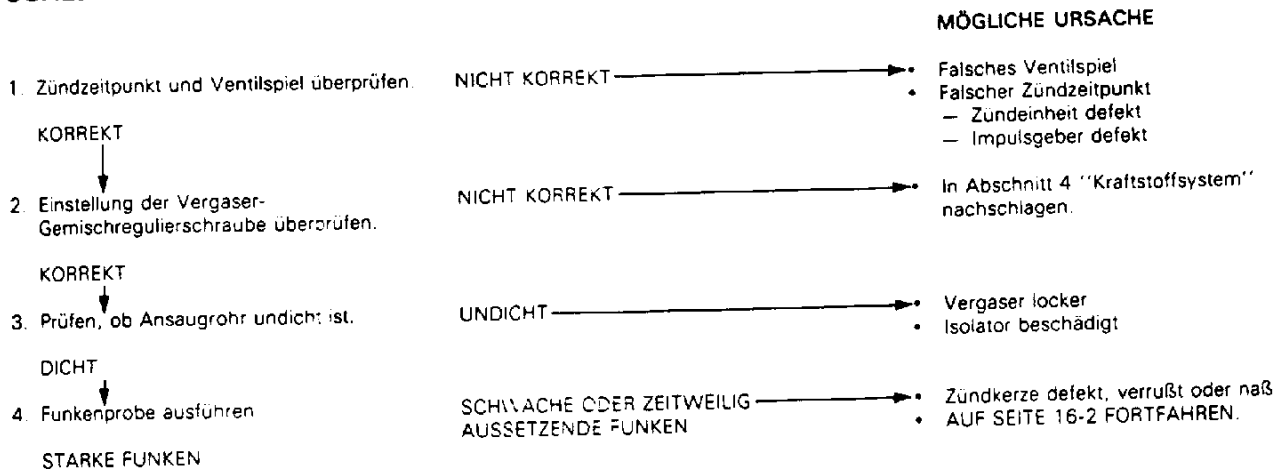 MÖGLICHE URSACHE
1. Zündzeitpunkt und Ventilspiel überprüfen.
NICHT KORREKT
• Falsches Ventilspiel
• Falscher Zündzeitpunkt
— Zündeinheit defekt
— Impulsgeber defekt
KORREKT
2. Einstellung der Vergaser-
Gemischregulierschraube überprüfen.
NICHT KORREKT
• In Abschnitt 4 ''Kraftstoffsystem''
nachschlagen.
KORREKT
3. Prüfen, ob Ansaugrohr undicht ist.
UNDICHT
• Vergaser locker
• Isolator beschädigt
DICHT
4. Funkenprobe ausführen
SCHWACHE ODER ZEITWEILIG
AUSSETZENDE FUNKEN
• Zündkerze defekt, verrußt oder naß
• AUF SEITE 16-2 FORTFAHREN.
STARKE FUNKEN